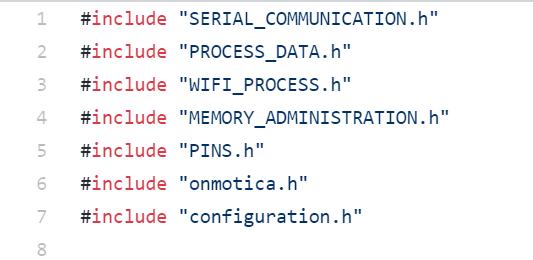 1 #include "SERIAL_COMMUNICATION.h"
2 #include "PROCESS_DATA.h"
3 #include "WIFI_PROCESS.h"
4 #include "MEMORY_ADMINISTRATION.h"
5 #include "PINS.h"
6 #include "onmotica.h"
7 #include "configuration.h"
8